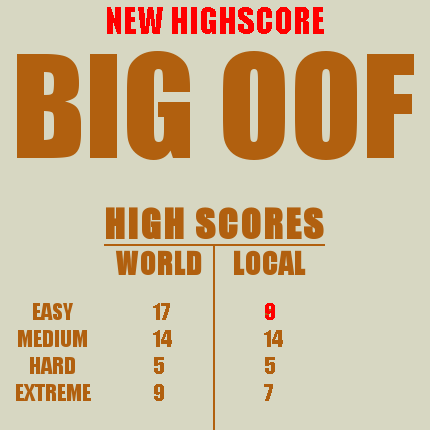 NEW HIGHSCORE
BIG OOF
HIGH SCORES
WORLD LOCAL
EASY 17 9
MEDIUM 14 14
HARD 5 5
EXTREME 9 7